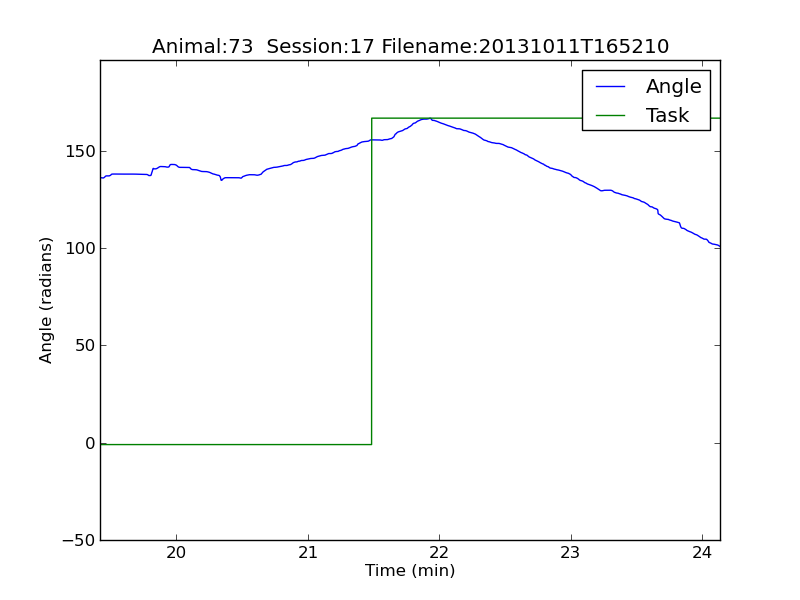 Animal:73  Session:17 Filename:20131011T165210
Angle
Task
150
100
50
0
−50
Angle (radians)
20 21 22 23 24
Time (min)